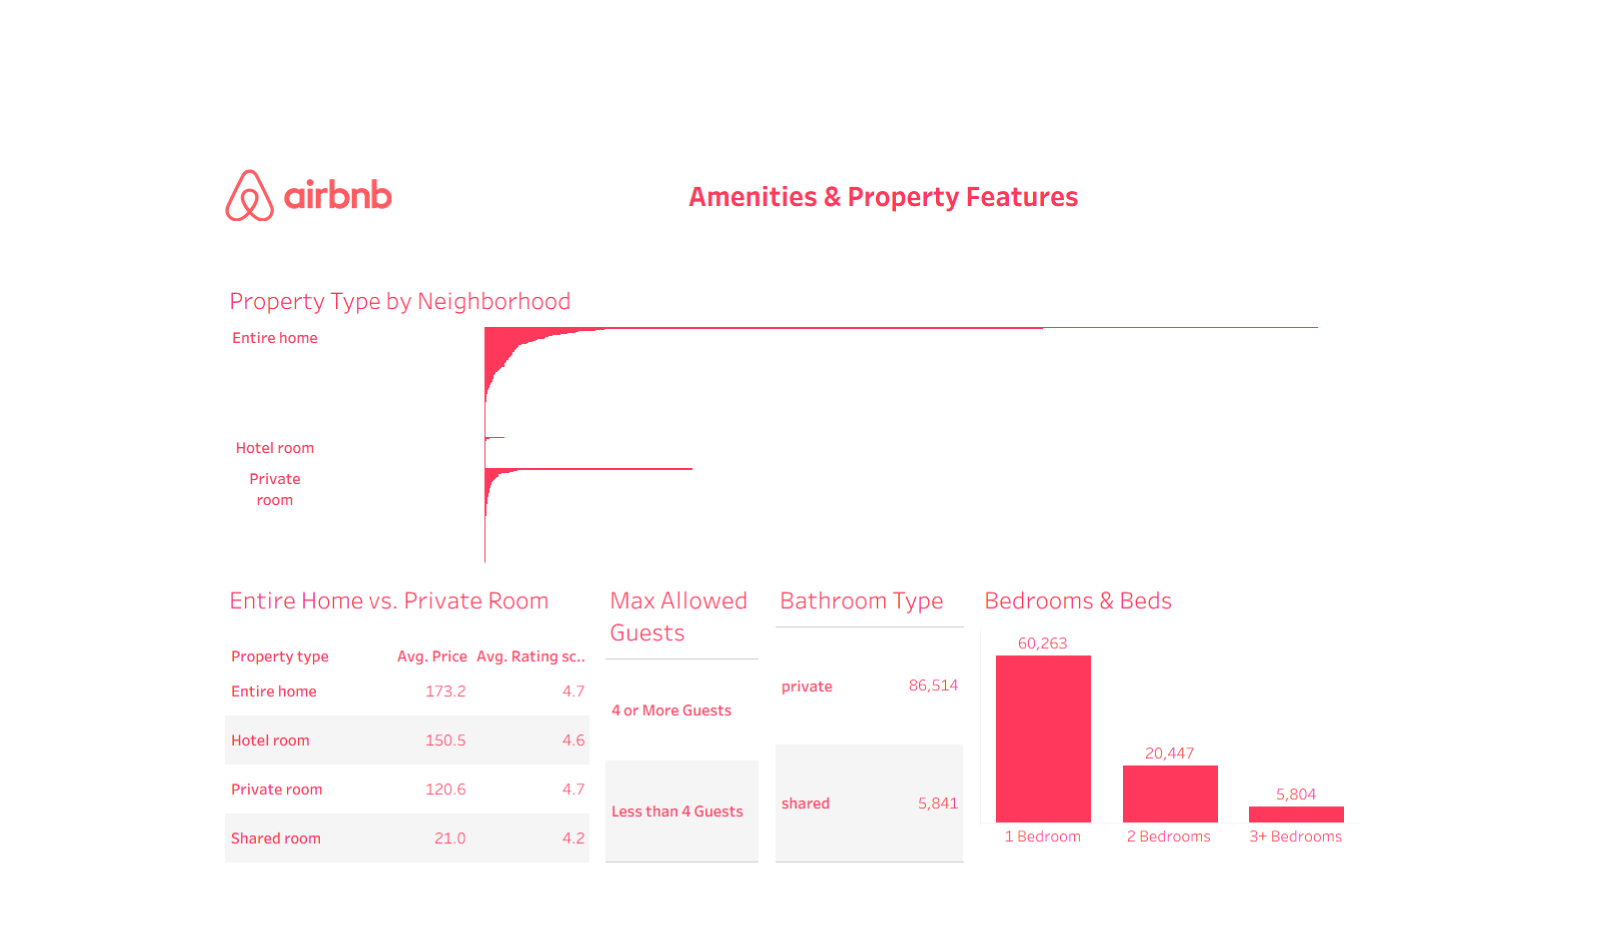 airbnb
Amenities & Property Features
Property Type by Neighborhood
Entire home
Hotel room
Private
room
Entire Home vs. Private Room
Property type Avg. Price Avg. Rating sc..
Entire home 173.2 4.7
Hotel room 150.5 4.6
Private room 120.6 4.7
Shared room 21.0 4.2
Max Allowed
Guests
4 or More Guests
Less than 4 Guests
Bathroom Type
private 86,514
shared 5,841
Bedrooms & Beds
60,263
20,447
5,804
1 Bedroom 2 Bedrooms 3+ Bedrooms